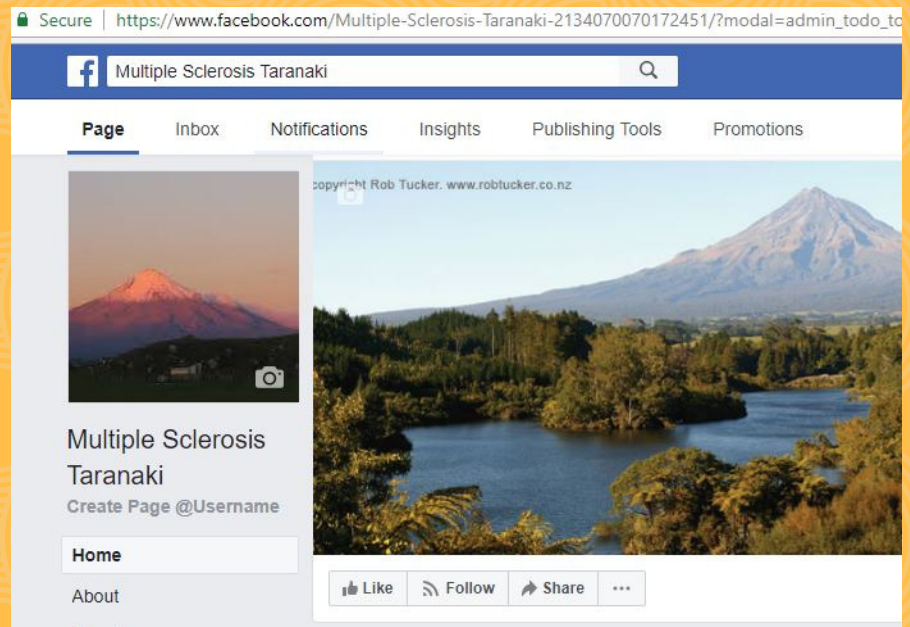 Secure https://www.facebook.com/Multiple-Sclerosis-Taranaki-2134070070172451/?modal=admin_todo_to
f Multiple Sclerosis Taranaki
Page Inbox Notifications Insights Publishing Tools Promotions
copyright Rob Tucker. www.robtucker.co.nz
Multiple Sclerosis
Taranaki
Create Page @Username
Home
About
Like Follow Share ...